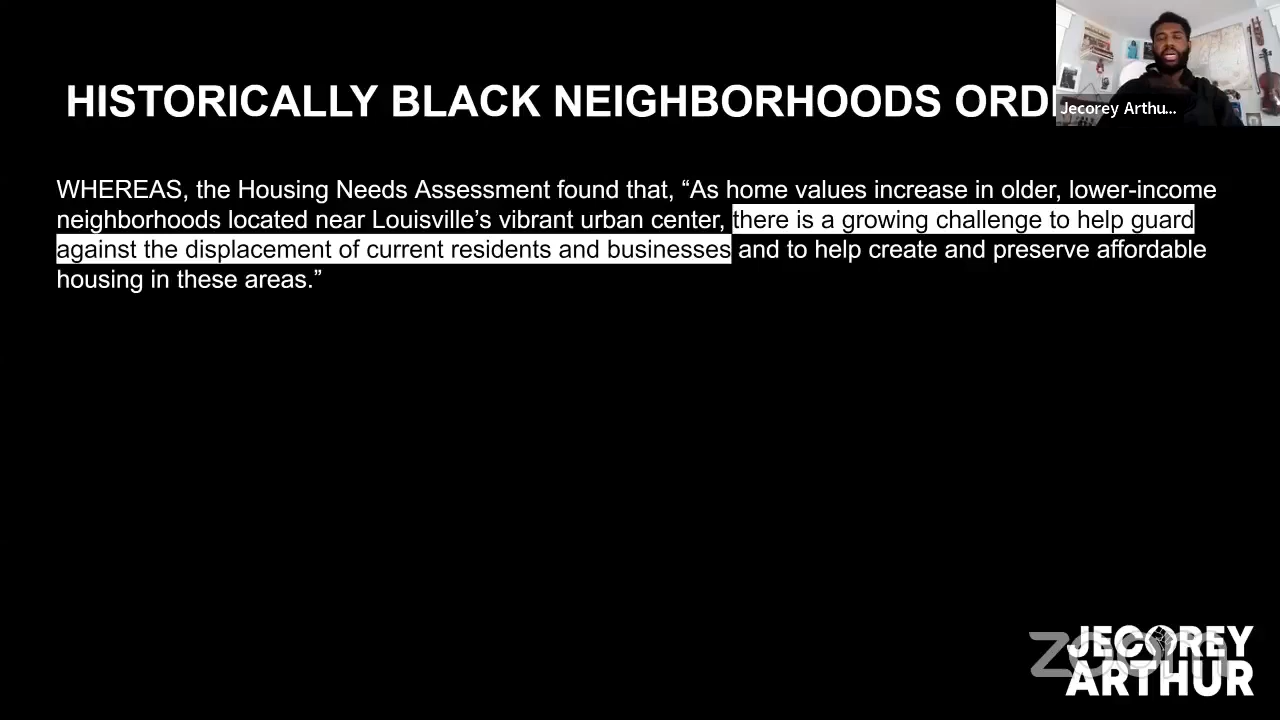 HISTORICALLY BLACK NEIGHBORHOODS ORDI
Jecorey Arthu...
WHEREAS, the Housing Needs Assessment found that, “As home values increase in older, lower-income
neighborhoods located near Louisville’s vibrant urban center, there is a growing challenge to help guard
against the displacement of current residents and businesses and to help create and preserve affordable
housing in these areas.”
JECOREY
zoom
ARTHUR